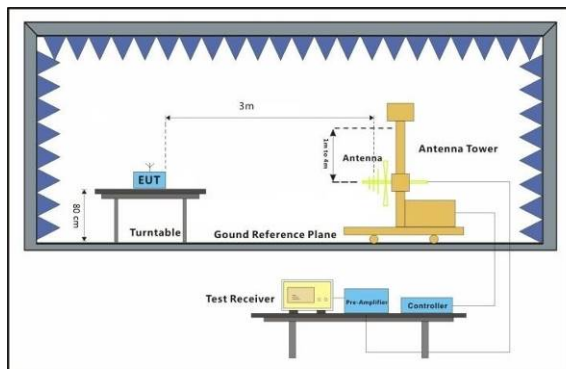 3m
1m to 4m
Antenna
Antenna Tower
EUT
80 cm
Turntable
Gound Reference Plane
Test Receiver
Pre-Amplifier
Controller